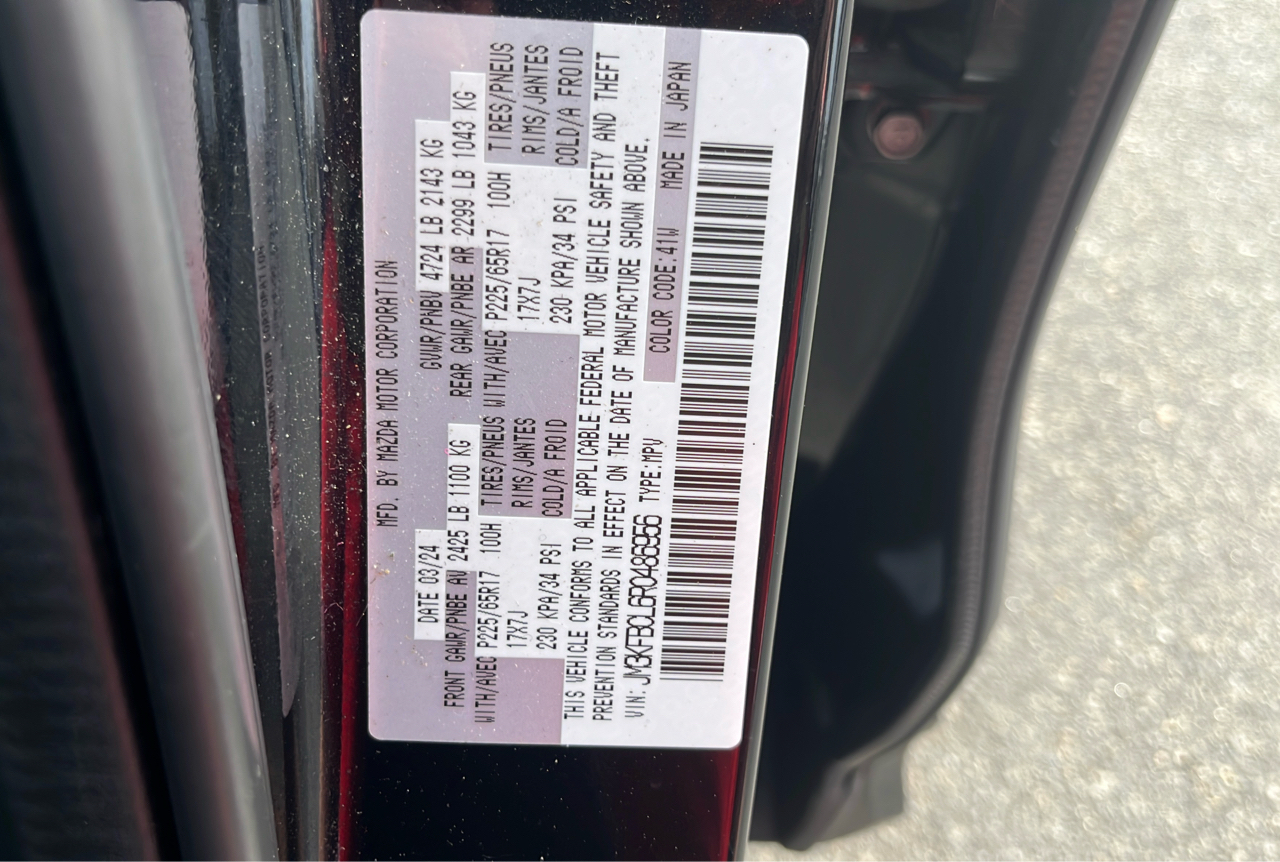 MFD. BY MAZDA MOTOR CORPORATION
DATE 03/24 GVWR/PNBV 4724 LB 2143 KG
FRONT GAWR/PNBE AV 2425 LB 1100 KG REAR GAWR/PNBE AR 2299 LB 1043 KG
WITH/AVEC P225/65R17 100H TIRES/PNEUS WITH/AVEC P225/65R17 100H TIRES/PNEUS
17X7J RIMS/JANTES 17X7J RIMS/JANTES
230 KPA/34 PSI COLD/A FROID 230 KPA/34 PSI COLD/A FROID
THIS VEHICLE CONFORMS TO ALL APPLICABLE FEDERAL MOTOR VEHICLE SAFETY AND THEFT
PREVENTION STANDARDS IN EFFECT ON THE DATE OF MANUFACTURE SHOWN ABOVE.
VIN: JM3KFBCL6R0486956 TYPE:MPV COLOR CODE:41W MADE IN JAPAN